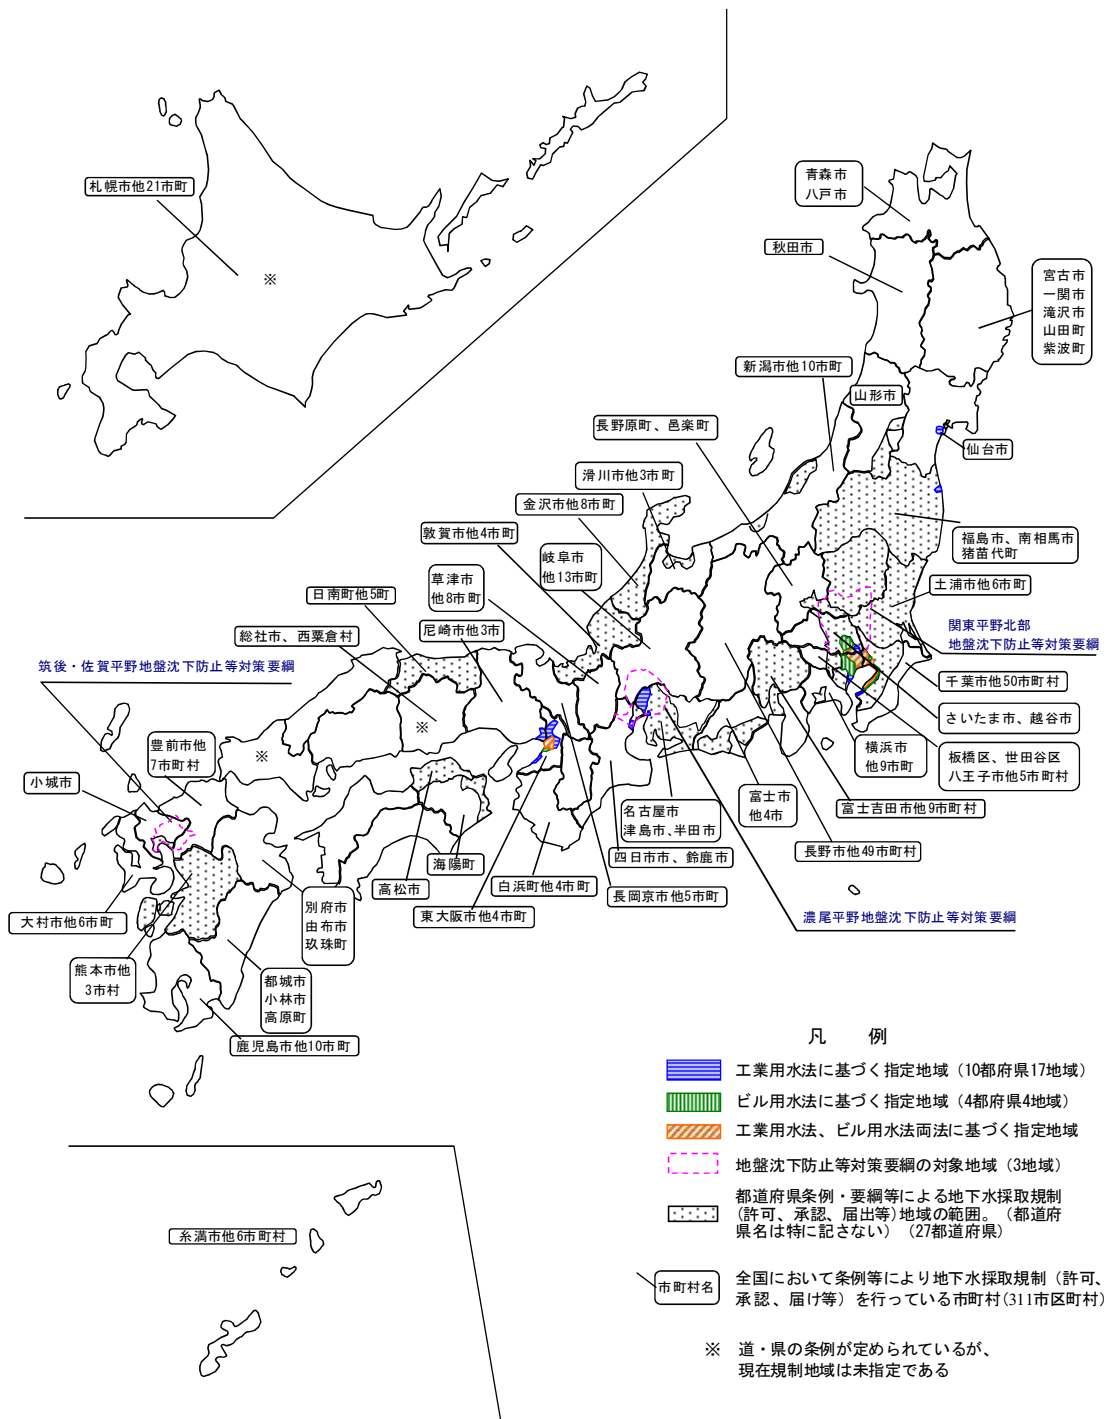 札幌市他21市町
※
青森市
八戸市
秋田市
宮古市
一関市
滝沢市
山田町
紫波町
新潟市他10市町
山形市
長野原町、邑楽町
仙台市
滑川市他3市町
金沢市他8市町
敦賀市他4市町
岐阜市
他13市町
福島市、南相馬市
猪苗代町
草津市
他8市町
土浦市他6市町
日南町他5町
尼崎市他3市
総社市、西粟倉村
関東平野北部
地盤沈下防止等対策要綱
筑後・佐賀平野地盤沈下防止等対策要綱
千葉市他50市町村
さいたま市、越谷市
※
※
豊前市他
7市町村
横浜市
他9市町
板橋区、世田谷区
八王子市他5市町村
小城市
名古屋市
津島市、半田市
富士市
他4市
富士吉田市他9市町村
四日市市、鈴鹿市
長野市他49市町村
海陽町
高松市
白浜町他4市町
長岡京市他5市町
大村市他6市町
別府市
由布市
玖珠町
東大阪市他4市町
濃尾平野地盤沈下防止等対策要綱
熊本市他
3市村
都城市
小林市
高原町
鹿児島市他10市町
凡　例
工業用水法に基づく指定地域（10都府県17地域）
ビル用水法に基づく指定地域（4都府県4地域）
工業用水法、ビル用水法両法に基づく指定地域
地盤沈下防止等対策要綱の対象地域（3地域）
都道府県条例・要綱等による地下水採取規制
(許可、承認、届出等)地域の範囲。（都道府
県名は特に記さない）（27都道府県）
糸満市他6市町村
市町村名
全国において条例等により地下水採取規制（許可、
承認、届け等）を行っている市町村(311市区町村)
※　道・県の条例が定められているが、
現在規制地域は未指定である